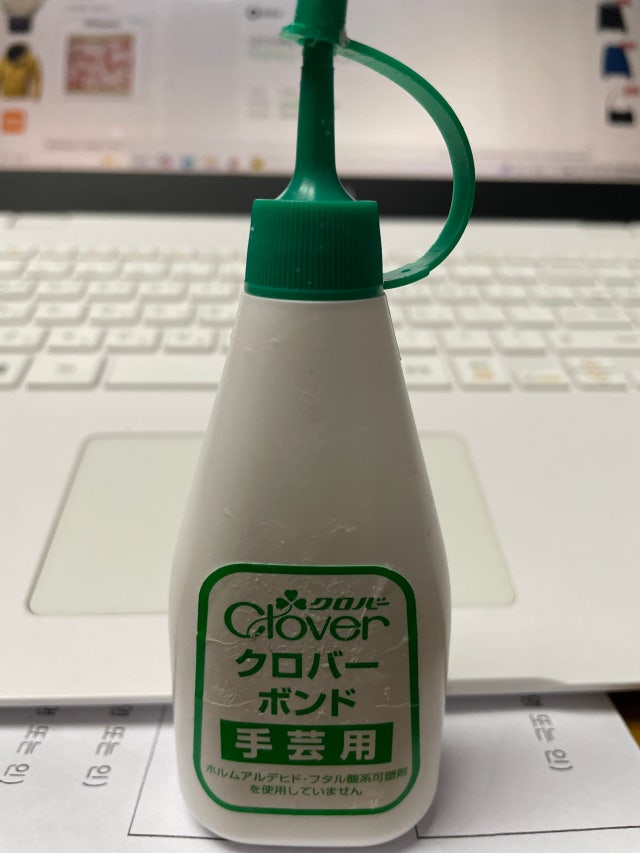 クロバー
Clover
クロバー
ボンド
手芸用
ホルムアルデヒド・フタル酸系可塑剤
を使用していません